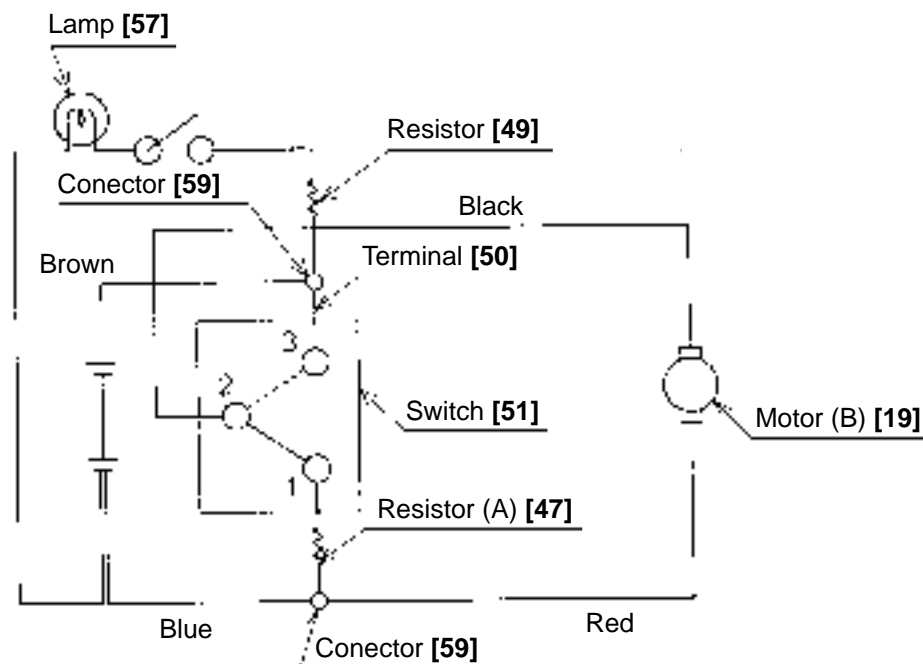 Lamp [57]
Resistor [49]
Conector [59]
Black
Brown
Terminal [50]
3
2
Switch [51]
Motor (B) [19]
1
Resistor (A) [47]
Blue
Red
Conector [59]